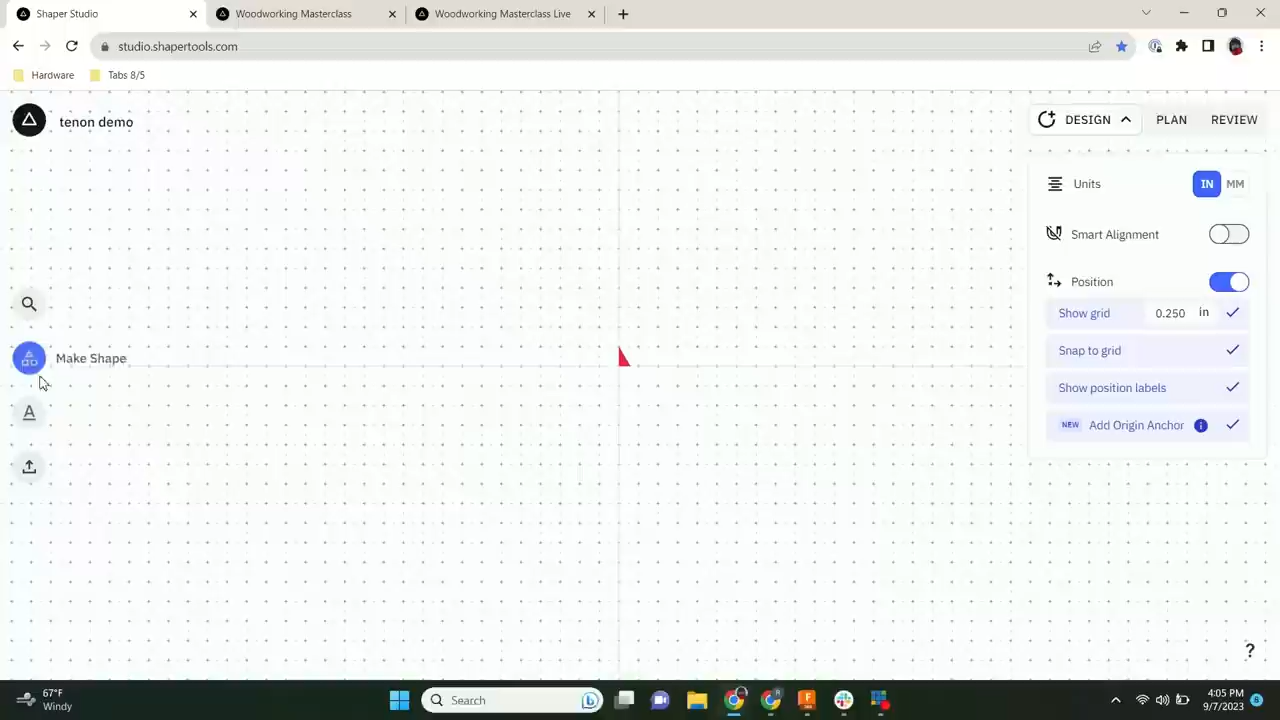 Shaper Studio
Woodworking Masterclass
Woodworking Masterclass Live
studio.shapertools.com
Hardware
Tabs 8/5
tenon demo
DESIGN
PLAN
REVIEW
Units
IN
MM
Smart Alignment
Position
Show grid
0.250
in
Snap to grid
Show position labels
NEW
Add Origin Anchor
Make Shape
A
?
67°F
Windy
Search
4:05 PM
9/7/2023